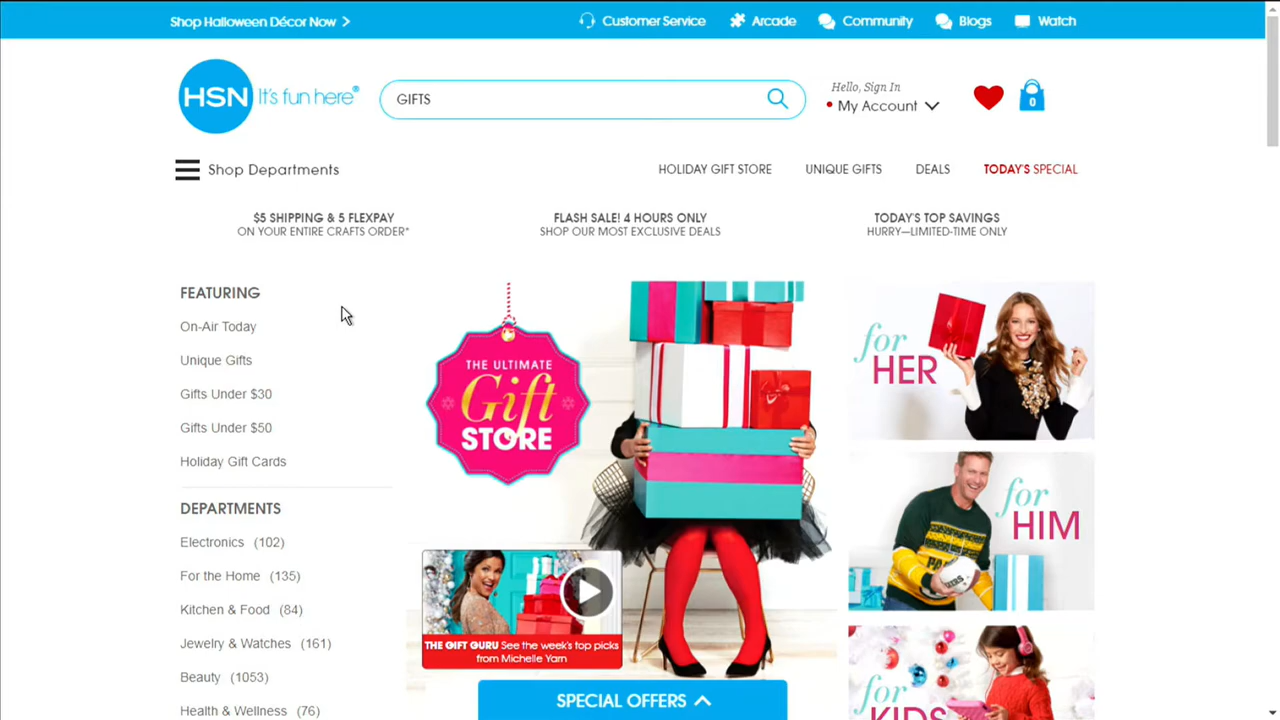 Shop Halloween Décor Now
Customer Service
Arcade
Community
Blogs
Watch
HSN It's fun here®
GIFTS
Hello, Sign In
My Account
0
Shop Departments
HOLIDAY GIFT STORE
UNIQUE GIFTS
DEALS
TODAY'S SPECIAL
$5 SHIPPING & 5 FLEXPAY
ON YOUR ENTIRE CRAFTS ORDER*
FLASH SALE! 4 HOURS ONLY
SHOP OUR MOST EXCLUSIVE DEALS
TODAY'S TOP SAVINGS
HURRY—LIMITED-TIME ONLY
FEATURING
On-Air Today
Unique Gifts
Gifts Under $30
Gifts Under $50
Holiday Gift Cards
DEPARTMENTS
Electronics (102)
For the Home (135)
Kitchen & Food (84)
Jewelry & Watches (161)
Beauty (1053)
Health & Wellness (76)
THE ULTIMATE
Gift
STORE
THE GIFT GURU See the week's top picks
from Michelle Yarn
SPECIAL OFFERS
for
HER
for
HIM
for
KIDS